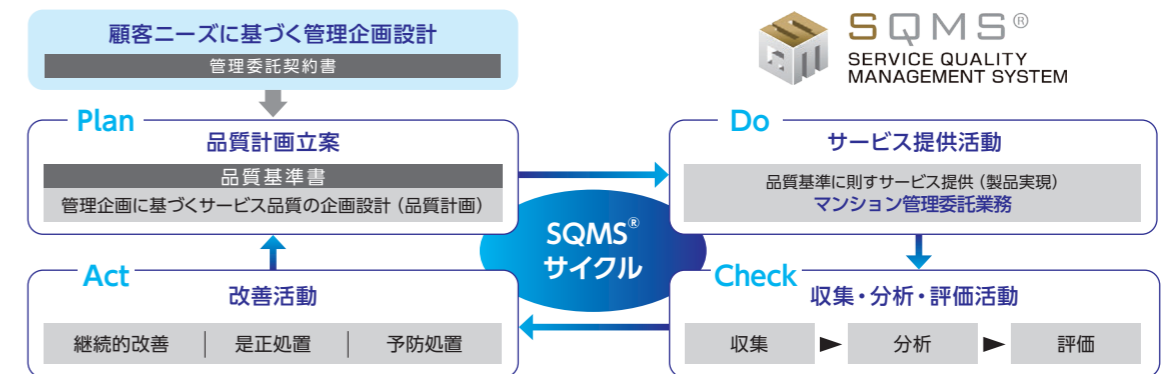 顧客ニーズに基づく管理企画設計
管理委託契約書
SQMS®
SERVICE QUALITY
MANAGEMENT SYSTEM
Plan
品質計画立案
品質基準書
管理企画に基づくサービス品質の企画設計（品質計画）
Do
サービス提供活動
品質基準に則すサービス提供（製品実現）
マンション管理委託業務
SQMS®
サイクル
Act
改善活動
継続的改善｜是正処置｜予防処置
Check
収集・分析・評価活動
収集 ▶ 分析 ▶ 評価